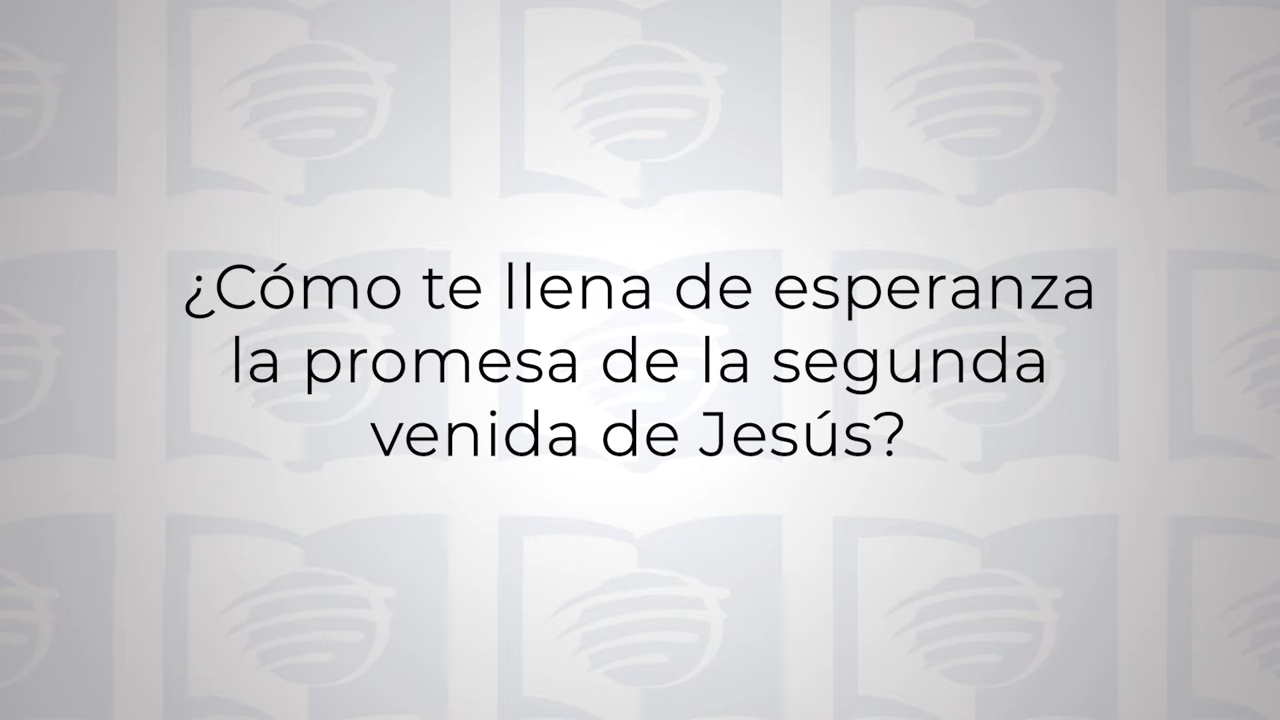 ¿Cómo te llena de esperanza
la promesa de la segunda
venida de Jesús?